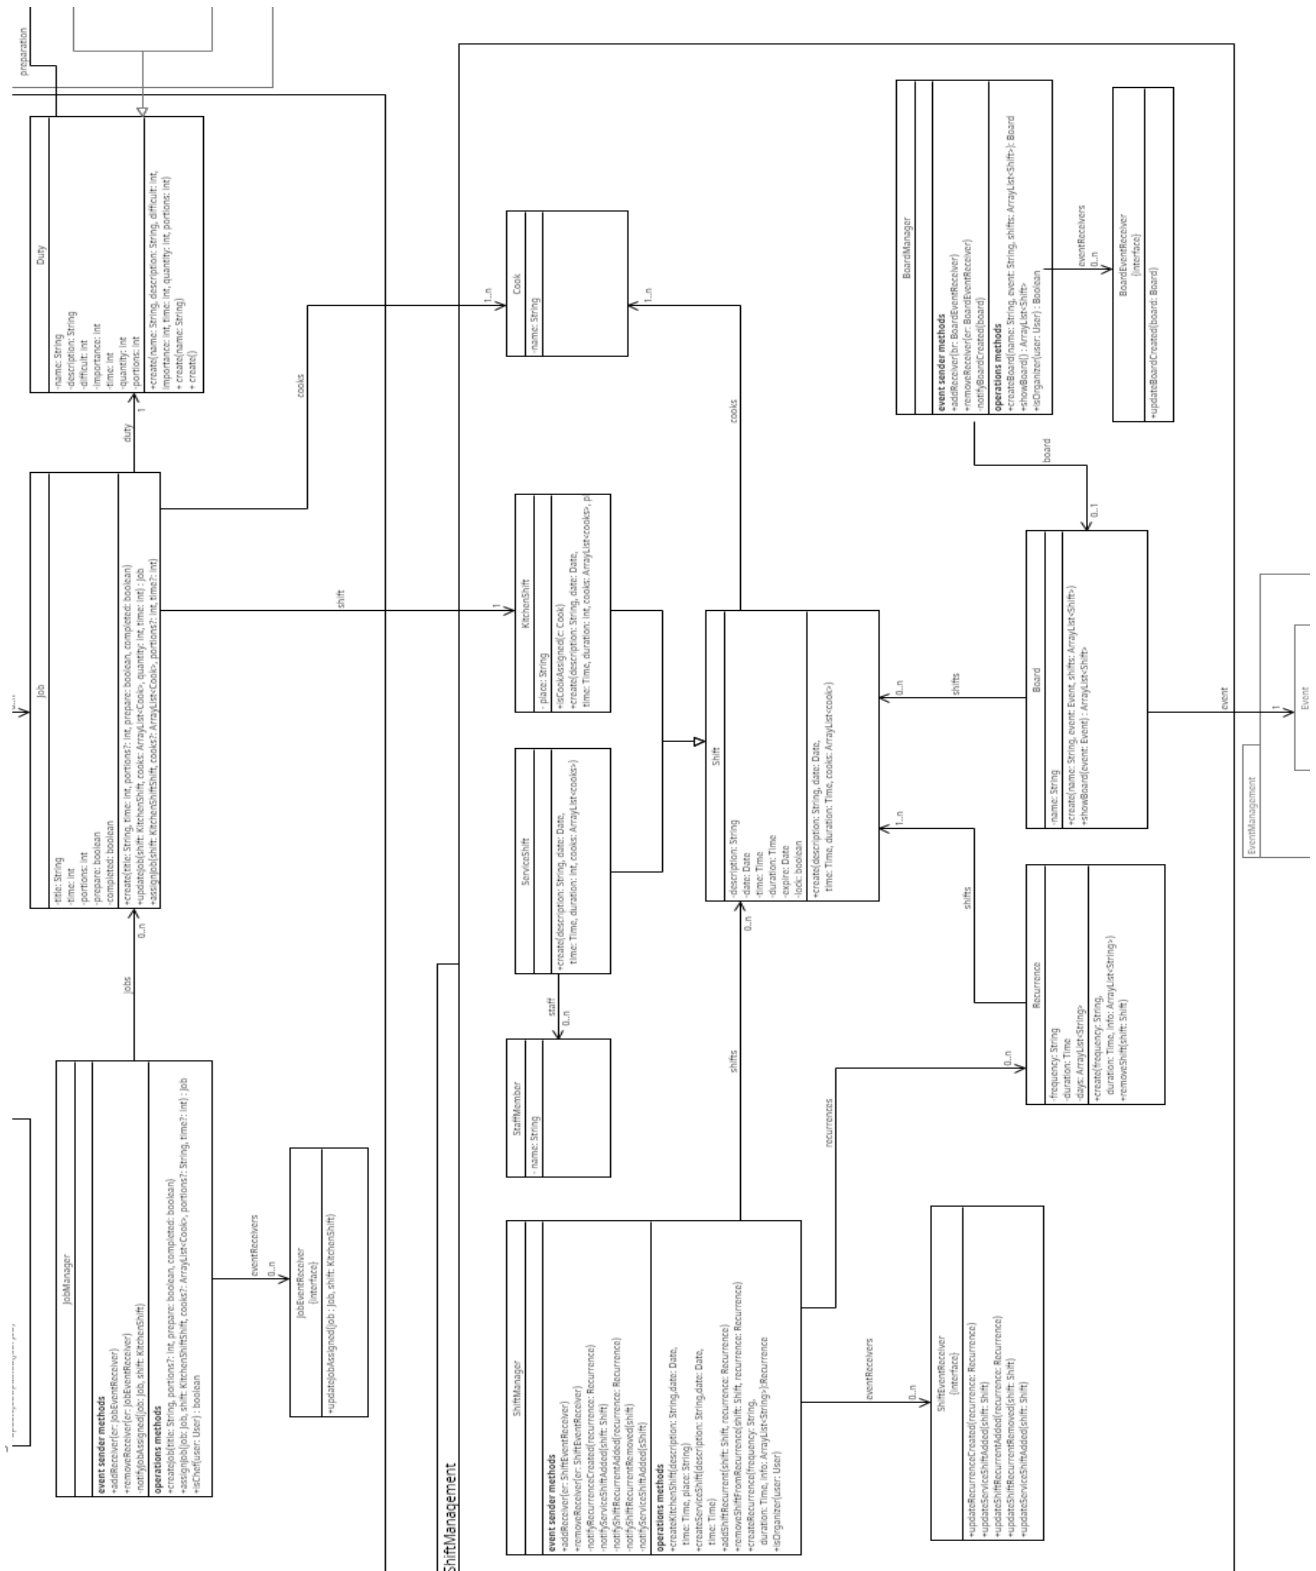 preparation
Duty
-name: String
-description: String
-difficult: int
-importance: int
-time: int
-quantity: int
-portions: int
+create(name: String, description: String, difficult: int,
importance: int, time: int, quantity: int, portions: int)
+ create(name: String)
+ create()
duty
1
Job
-title: String
-time: int
-portions: int
-prepare: boolean
-completed: boolean
+create(title: String, time: int, portions?: int, prepare: boolean, completed: boolean)
+updateJob(shift: KitchenShift, cooks: ArrayList<Cook>, quantity: int, time: int) : Job
+assignJob(shift: KitchenShiftShift, cooks?: ArrayList<Cook>, portions?: int, time?: int)
jobs
0..n
JobManager
event sender methods
+addReceiver(er: JobEventReceiver)
+removeReceiver(er: JobEventReceiver)
-notifyJobAssigned(job: Job, shift: KitchenShift)
operations methods
+createJob(title: String, portions?: int, prepare: boolean, completed: boolean)
+assignJob(job: Job, shift: KitchenShiftShift, cooks?: ArrayList<Cook>, portions?: String, time?: int) : Job
+isChef(user: User) : boolean
eventReceivers
0..n
JobEventReceiver
{interface}
+updateJobAssigned(job : Job, shift: KitchenShift)
cooks
1..n
shift
1
Cook
-name: String
cooks
1..n
KitchenShift
- place: String
+isCookAssigned(c: Cook)
+create(description: String, date: Date,
time: Time, duration: int, cooks: ArrayList<cooks>, pl
ServiceShift
+create(description: String, date: Date,
time: Time, duration: int, cooks: ArrayList<cooks>)
staff
0..n
StaffMember
- name: String
ShiftManagement
ShiftManager
event sender methods
+addReceiver(er: ShiftEventReceiver)
+removeReceiver(er: ShiftEventReceiver)
-notifyRecurrenceCreated(recurrence: Recurrence)
-notifyServiceShiftAdded(shift: Shift)
-notifyShiftRecurrentAdded(recurrence: Recurrence)
-notifyShiftRecurrentRemoved(shift)
-notifyServiceShiftAdded(sShift)
operations methods
+createKitchenShift(description: String,date: Date,
time: Time, place: String)
+createServiceShift(description: String,date: Date,
time: Time)
+addShiftRecurrent(shift: Shift, recurrence: Recurrence)
+removeShiftFromRecurrence(shift: Shift, recurrence: Recurrence)
+createRecurrence(frequency: String,
duration: Time, info: ArrayList<String>):Recurrence
+isOrganizer(user: User)
shifts
0..n
recurrences
0..n
eventReceivers
0..n
ShiftEventReceiver
{interface}
+updateRecurrenceCreated(recurrence: Recurrence)
+updateServiceShiftAdded(shift: Shift)
+updateShiftRecurrentAdded(recurrence: Recurrence)
+updateShiftRecurrentRemoved(shift: Shift)
+updateServiceShiftAdded(shift: Shift)
Shift
-description: String
-date: Date
-time: Time
-duration: Time
-expire: Date
-lock: boolean
+create(description: String, date: Date,
time: Time, duration: Time, cooks: ArrayList<cook>)
shifts
0..n
shifts
1..n
Recurrence
-frequency: String
-duration: Time
-days: ArrayList<String>
+create(frequency: String,
duration: Time, info: ArrayList<String>)
+removeShift(shift: Shift)
BoardManager
event sender methods
+addReceiver(br: BoardEventReceiver)
+removeReceiver(er: BoardEventReceiver)
-notifyBoardCreated(board)
operations methods
+createBoard(name: String, event: String, shifts: ArrayList<Shift>): Board
+showBoard() : ArrayList<Shift>
+isOrganizer(user: User) : Boolean
eventReceivers
0..n
BoardEventReceiver
{interface}
+updateBoardCreated(board: Board)
board
0..1
Board
-name: String
+create(name: String, event: Event, shifts: ArrayList<Shift>)
+showBoard(event: Event) : ArrayList<Shift>
event
1
EventManagement
Event